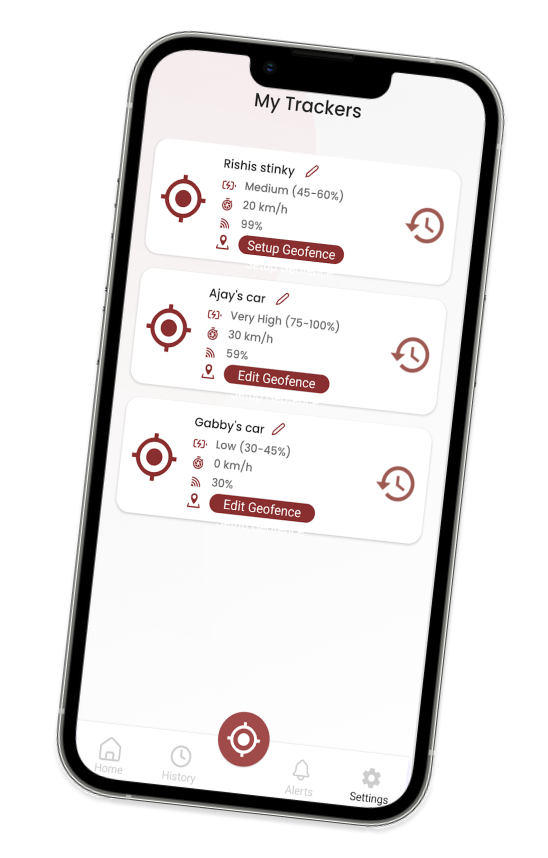 My Trackers
Rishis stinky
Medium (45-60%)
20 km/h
99%
Setup Geofence
Ajay's car
Very High (75-100%)
30 km/h
59%
Edit Geofence
Gabby's car
Low (30-45%)
0 km/h
30%
Edit Geofence
Home
History
Alerts
Settings